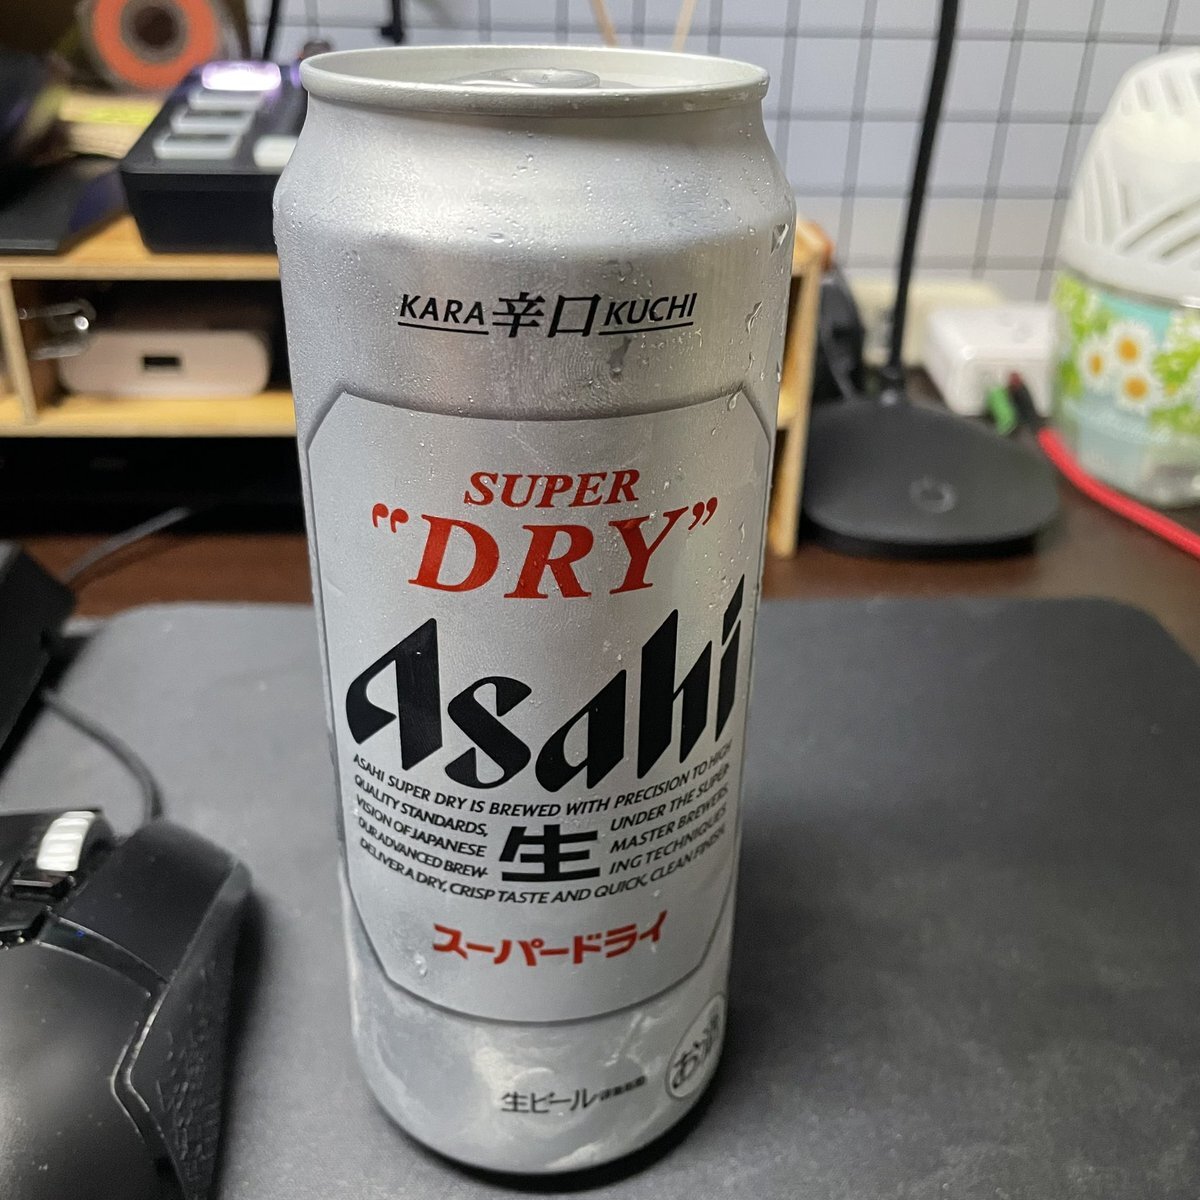 KARA 辛口 KUCHI
SUPER
"DRY"
Asahi
ASAHI SUPER DRY IS BREWED WITH PRECISION TO HIGH
QUALITY STANDARDS, UNDER THE SUPER-
VISION OF JAPANESE MASTER BREWERS.
OUR ADVANCED BREW- ING TECHNIQUES
DELIVER A DRY, CRISP TASTE AND QUICK, CLEAN FINISH.
生
スーパードライ
生ビール
お酒